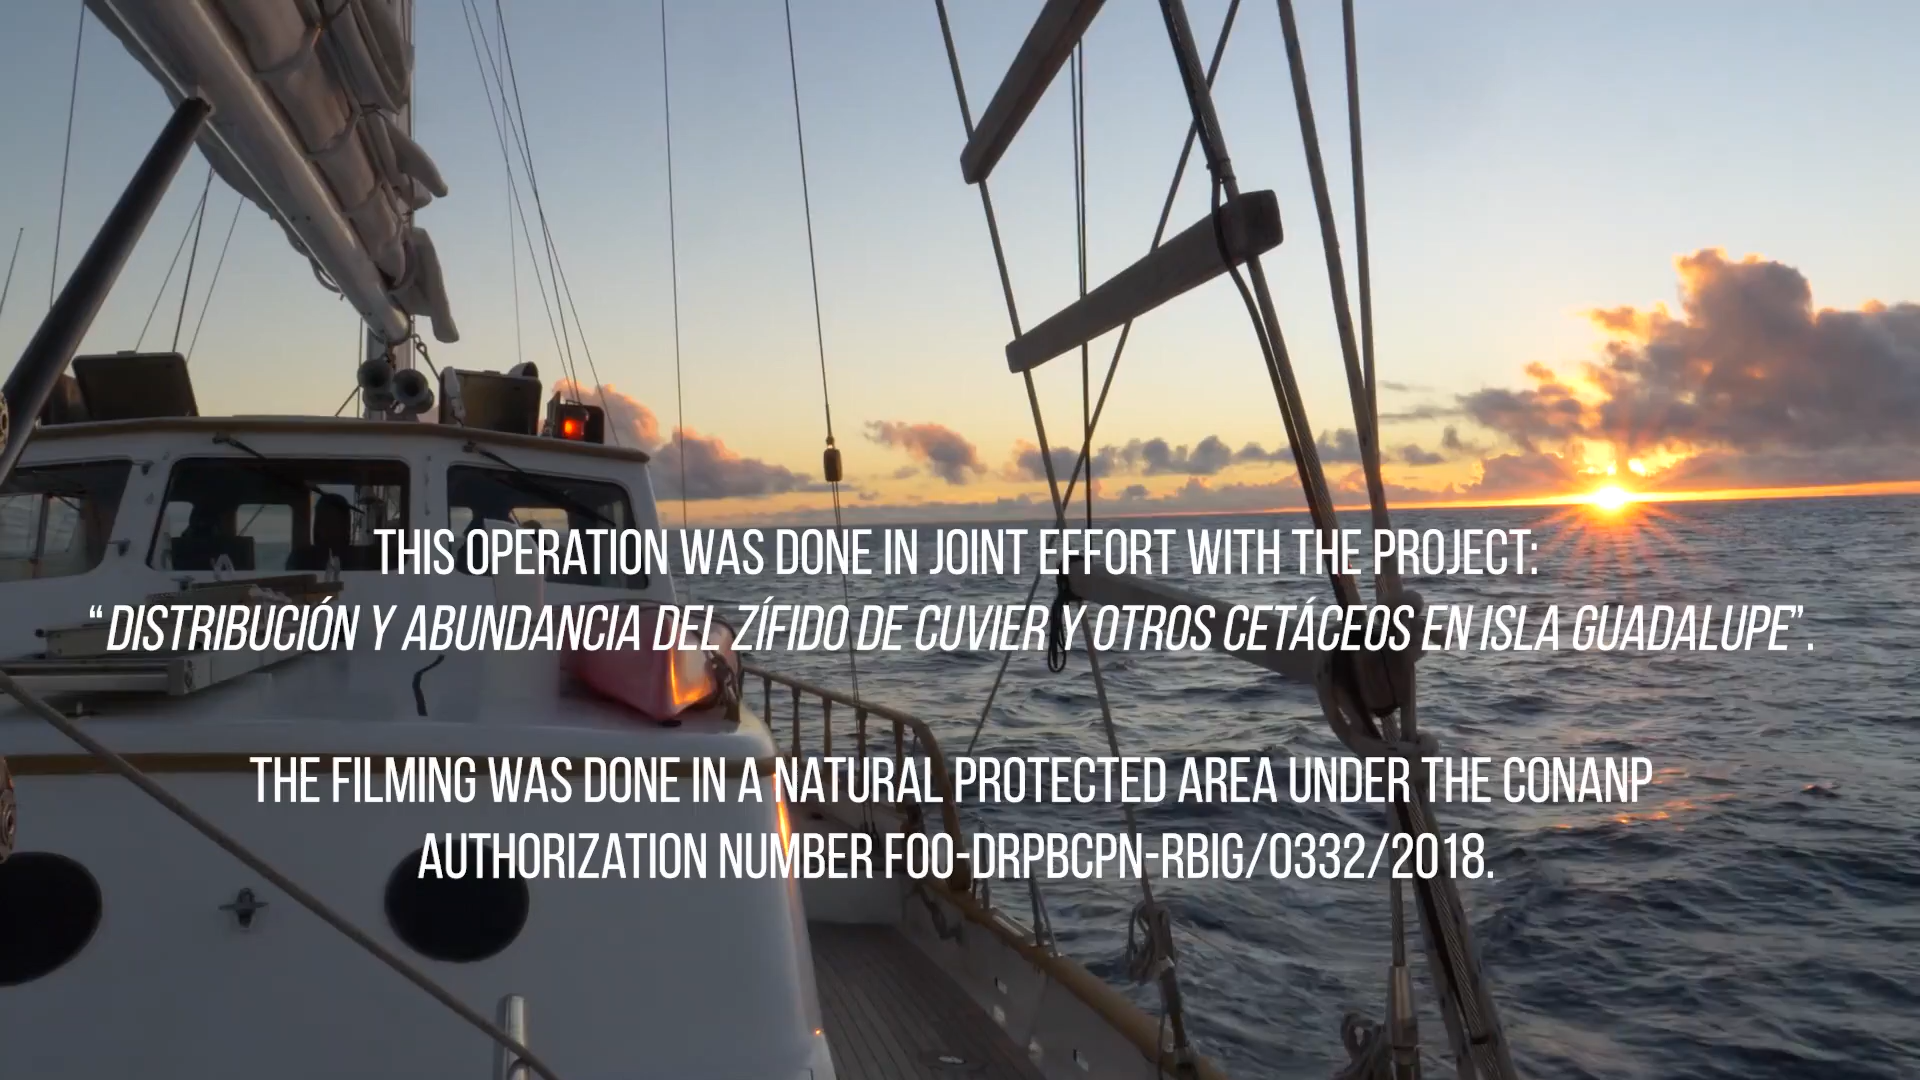 THIS OPERATION WAS DONE IN JOINT EFFORT WITH THE PROJECT:
“DISTRIBUCIÓN Y ABUNDANCIA DEL ZÍFIDO DE CUVIER Y OTROS CETÁCEOS EN ISLA GUADALUPE”.
THE FILMING WAS DONE IN A NATURAL PROTECTED AREA UNDER THE CONANP
AUTHORIZATION NUMBER F00-DRPBCPN-RBIG/0332/2018.